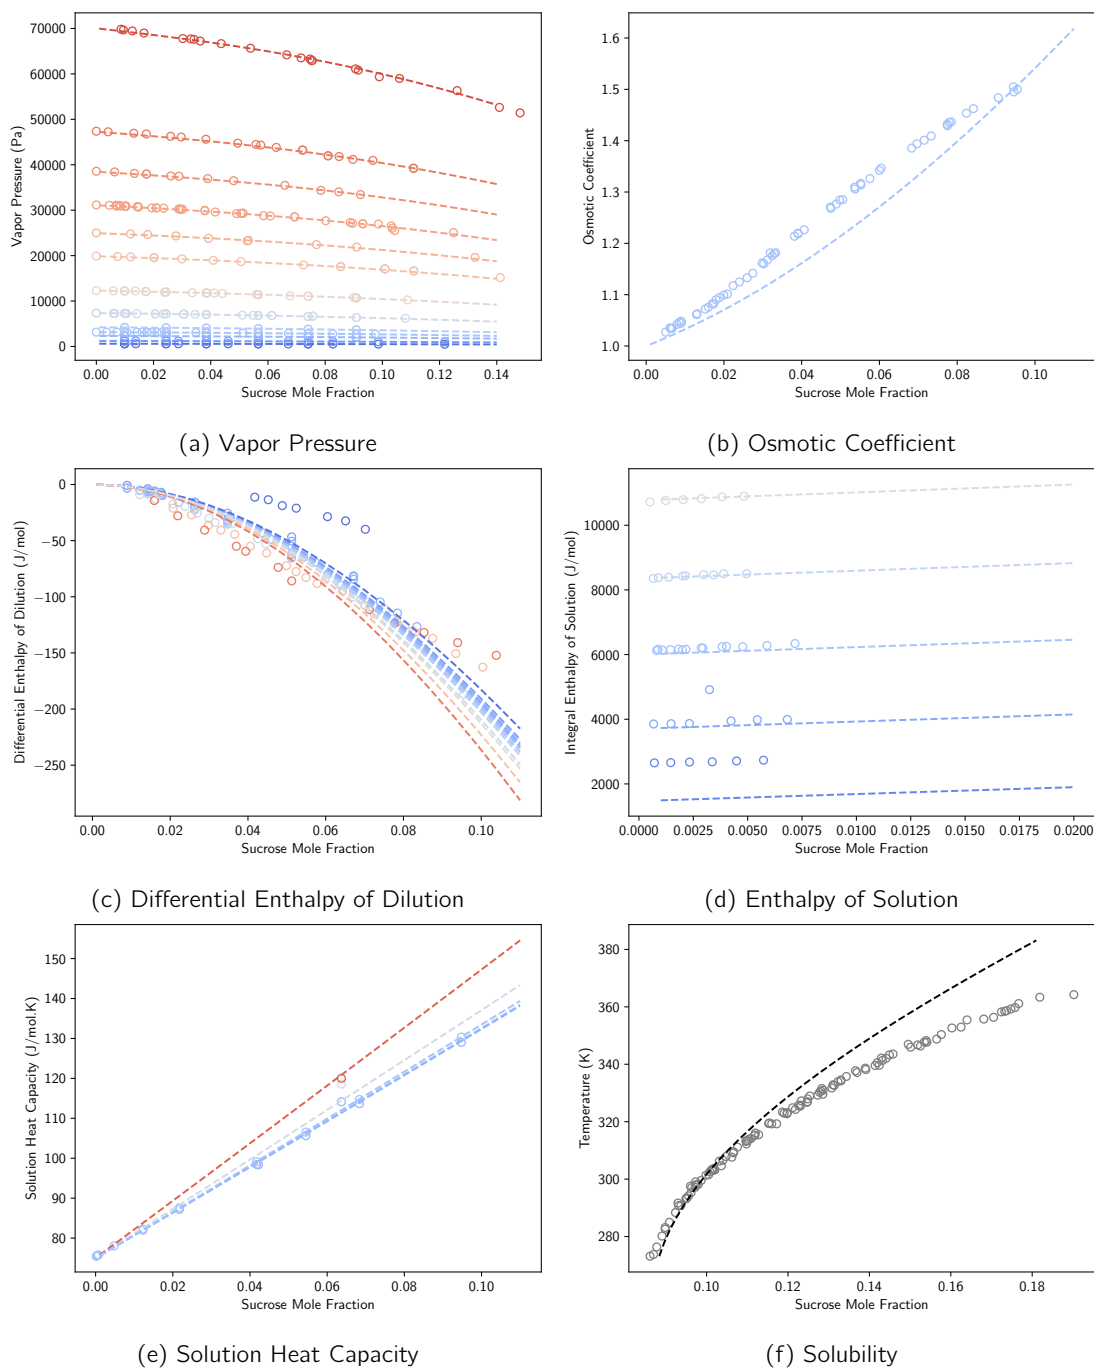 70000
60000
50000
40000
30000
20000
10000
0
Vapor Pressure (Pa)
0.00 0.02 0.04 0.06 0.08 0.10 0.12 0.14
Sucrose Mole Fraction
(a) Vapor Pressure
1.6
1.5
1.4
1.3
1.2
1.1
1.0
Osmotic Coefficient
0.00 0.02 0.04 0.06 0.08 0.10
Sucrose Mole Fraction
(b) Osmotic Coefficient
0
−50
−100
−150
−200
−250
Differential Enthalpy of Dilution (J/mol)
0.00 0.02 0.04 0.06 0.08 0.10
Sucrose Mole Fraction
(c) Differential Enthalpy of Dilution
10000
8000
6000
4000
2000
Integral Enthalpy of Solution (J/mol)
0.0000 0.0025 0.0050 0.0075 0.0100 0.0125 0.0150 0.0175 0.0200
Sucrose Mole Fraction
(d) Enthalpy of Solution
150
140
130
120
110
100
90
80
Solution Heat Capacity (J/mol.K)
0.00 0.02 0.04 0.06 0.08 0.10
Sucrose Mole Fraction
(e) Solution Heat Capacity
380
360
340
320
300
280
Temperature (K)
0.10 0.12 0.14 0.16 0.18
Sucrose Mole Fraction
(f) Solubility